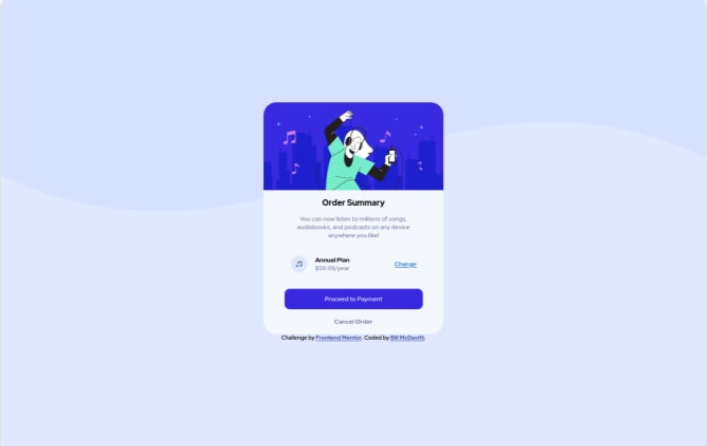 Order Summary
You can now listen to millions of songs,
audiobooks, and podcasts on any device
anywhere you like!
Annual Plan
$59.99/year
Change
Proceed to Payment
Cancel Order
Challenge by Frontend Mentor. Coded by Bill McDavitt.